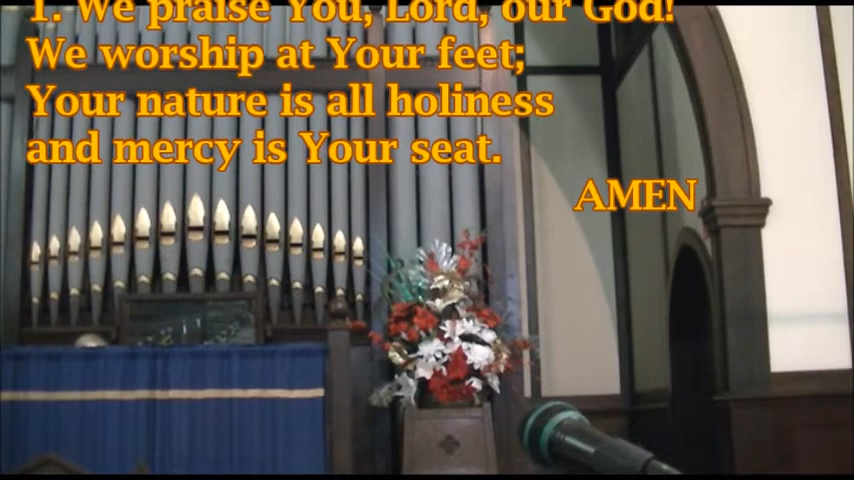 1. We praise You, Lord, our God!
We worship at Your feet;
Your nature is all holiness
and mercy is Your seat.
AMEN